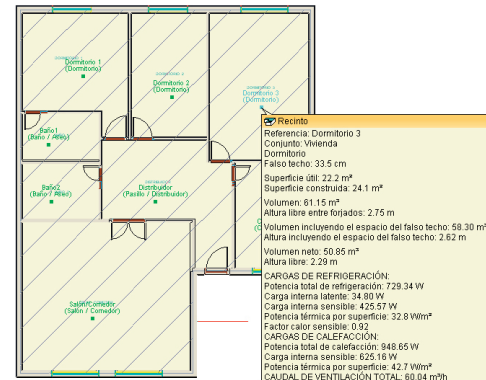 DORMITORIO 1
Dormitorio 1
(Dormitorio)
DORMITORIO 2
Dormitorio 2
(Dormitorio)
DORMITORIO 3
Dormitorio 3
(Dormitorio)
Baño1
(Baño / Aseo)
Baño2
(Baño / Aseo)
Distribuidor
(Pasillo / Distribuidor)
Salón/Comedor
(Salón / Comedor)
Recinto
Referencia: Dormitorio 3
Conjunto: Vivienda
Dormitorio
Falso techo: 33.5 cm
Superficie útil: 22.2 m²
Superficie construida: 24.1 m²
Volumen: 61.15 m³
Altura libre entre forjados: 2.75 m
Volumen incluyendo el espacio del falso techo: 58.30 m³
Altura incluyendo el espacio del falso techo: 2.62 m
Volumen neto: 50.85 m³
Altura libre: 2.29 m
CARGAS DE REFRIGERACIÓN:
Potencia total de refrigeración: 729.34 W
Carga interna latente: 34.80 W
Carga interna sensible: 425.57 W
Potencia térmica por superficie: 32.8 W/m²
Factor calor sensible: 0.92
CARGAS DE CALEFACCIÓN:
Potencia total de calefacción: 948.65 W
Carga interna sensible: 625.16 W
Potencia térmica por superficie: 42.7 W/m²
CAUDAL DE VENTILACIÓN TOTAL: 60.04 m³/h